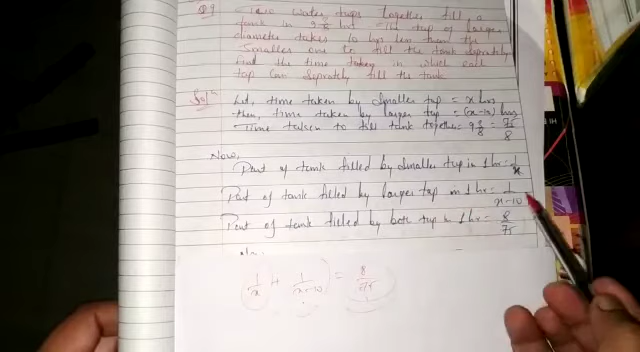 Q9 Two water taps together fill a
tank in 9 3/8 hrs. The tap of larger
diameter takes 10 hrs less than the
smaller one to fill the tank seprately
Find the time taken in which each
tap can seprately fill the tank
Solⁿ Let, time taken by smaller tap = x hrs
then, time taken by larger tap = (x-10) hrs
Time taken to fill tank together = 9 3/8 = 75/8
Now,
Part of tank filled by smaller tap in 1 hr = 1/x
Part of tank filled by larger tap in 1 hr = 1/x-10
Part of tank filled by both tap in 1 hr = 8/75
1/x + 1/x-10 = 8/75